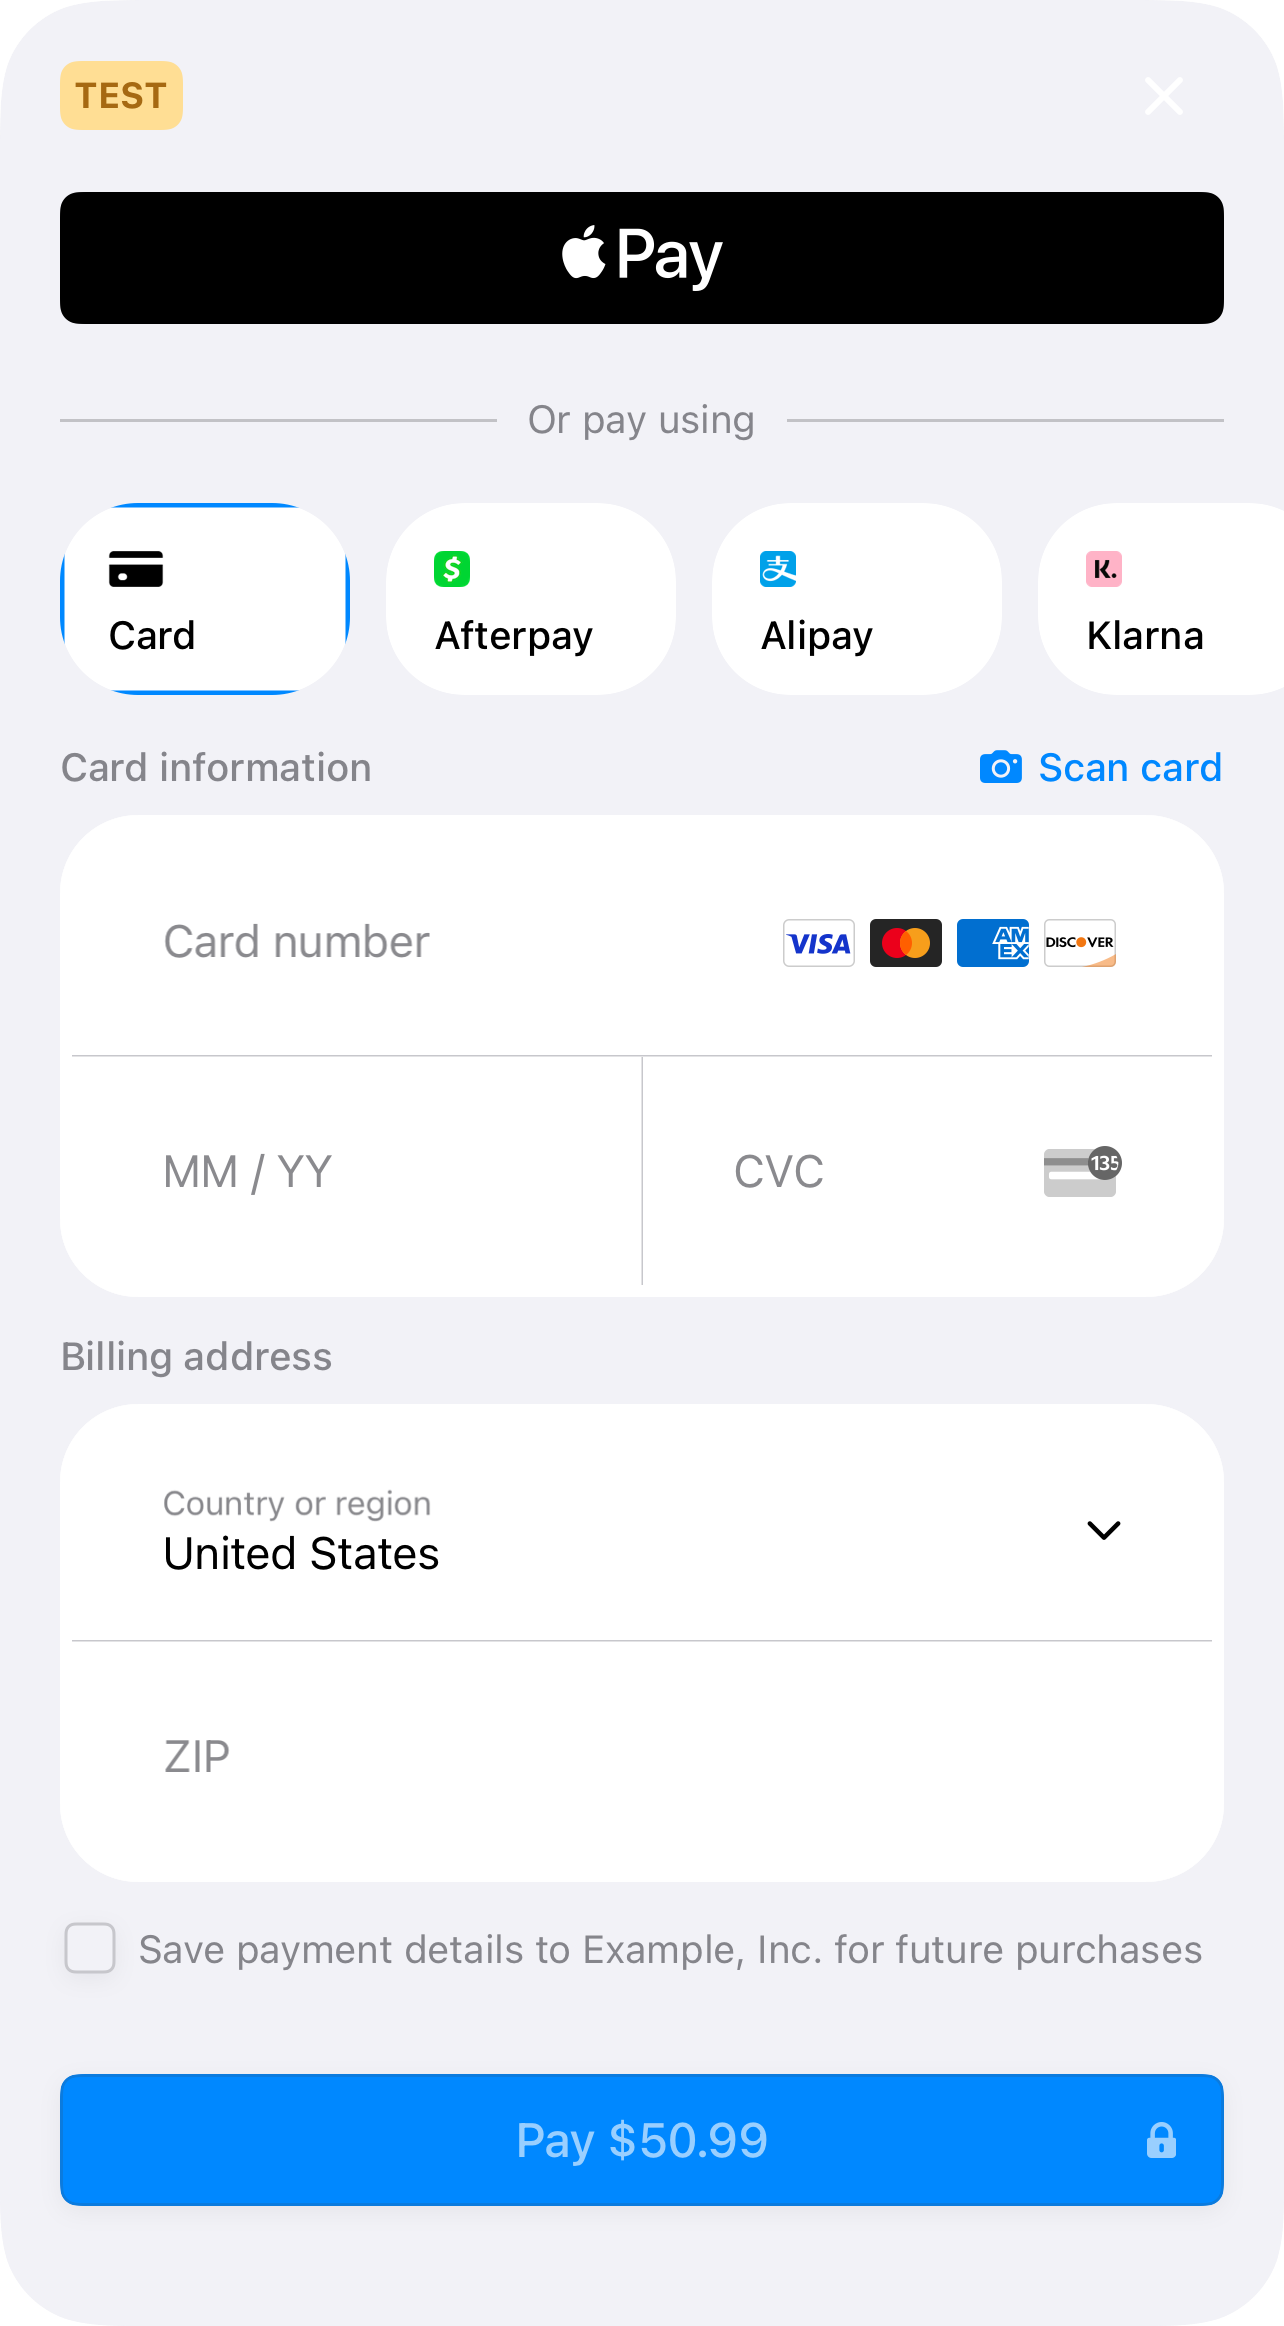 TEST
Pay
Or pay using
Card
Afterpay
Alipay
Klarna
Card information
Scan card
Card number
VISA
AM
EX
DISCOVER
MM / YY
CVC
135
Billing address
Country or region
United States
ZIP
Save payment details to Example, Inc. for future purchases
Pay $50.99